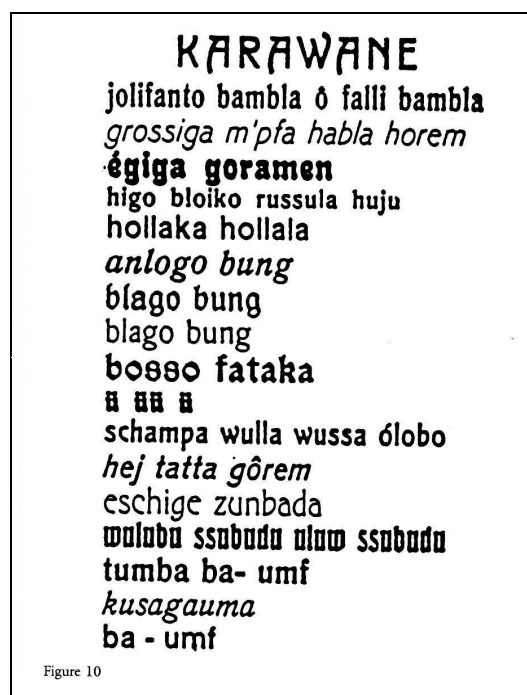 KARAWANE
jolifanto bambla ô falli bambla
grossiga m'pfa habla horem
égiga goramen
higo bloiko russula huju
hollaka hollala
anlogo bung
blago bung
blago bung
bosso fataka
ü üü ü
schampa wulla wussa ólobo
hej tatta gôrem
eschige zunbada
wulubu ssubudu uluw ssubudu
tumba ba- umf
kusagauma
ba - umf
Figure 10